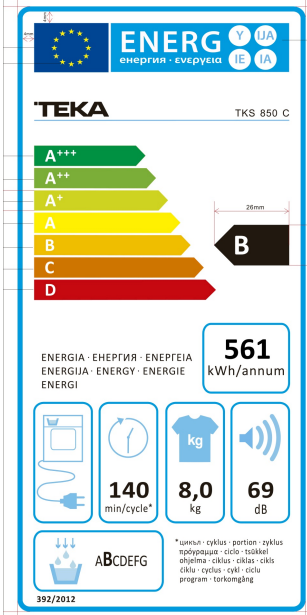 ENERG
енергия · ενεργεια
Y IJA
IE IA
TEKA
TKS 850 C
A+++
A++
A+
A
B
C
D
26mm
B
ENERGIA · ЕНЕРГИЯ · ΕΝΕΡΓΕΙΑ
ENERGIJA · ENERGY · ENERGIE
ENERGI
561
kWh/annum
140
min/cycle*
kg
8,0
kg
69
dB
ABCDEFG
*цикъл · cyklus · portion · zyklus
πρόγραμμα · ciclo · tsükkel
ohjelma · ciklus · ciklas · cikls
ċiklu · cyclus · cykl · ciclu
program · torkomgång
392/2012